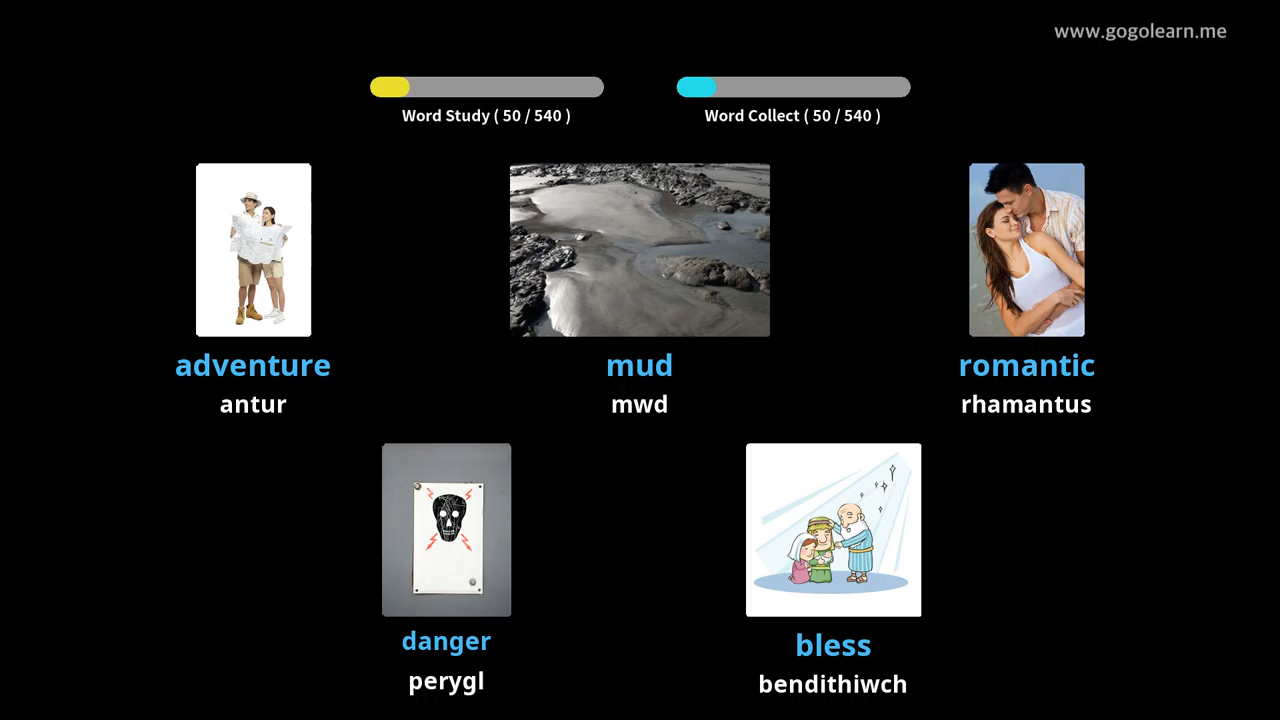 www.gogolearn.me
Word Study ( 50 / 540 )
Word Collect ( 50 / 540 )
adventure
antur
mud
mwd
romantic
rhamantus
danger
perygl
bless
bendithiwch